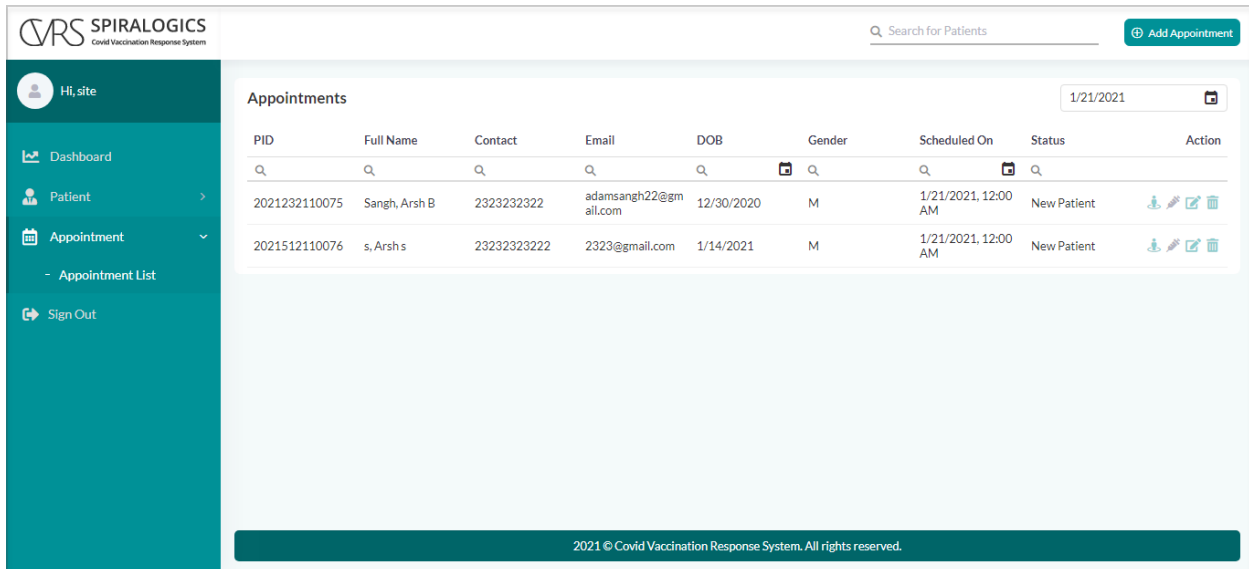 CVRS SPIRALOGICS
Covid Vaccination Response System
Search for Patients
Add Appointment
Hi, site
Dashboard
Patient
Appointment
- Appointment List
Sign Out
Appointments
1/21/2021
PID Full Name Contact Email DOB Gender Scheduled On Status Action
2021232110075 Sangh, Arsh B 2323232322 adamsangh22@gm 12/30/2020 M 1/21/2021, 12:00 New Patient
ail.com AM
2021512110076 s, Arsh s 23232323222 2323@gmail.com 1/14/2021 M 1/21/2021, 12:00 New Patient
AM
2021 © Covid Vaccination Response System. All rights reserved.